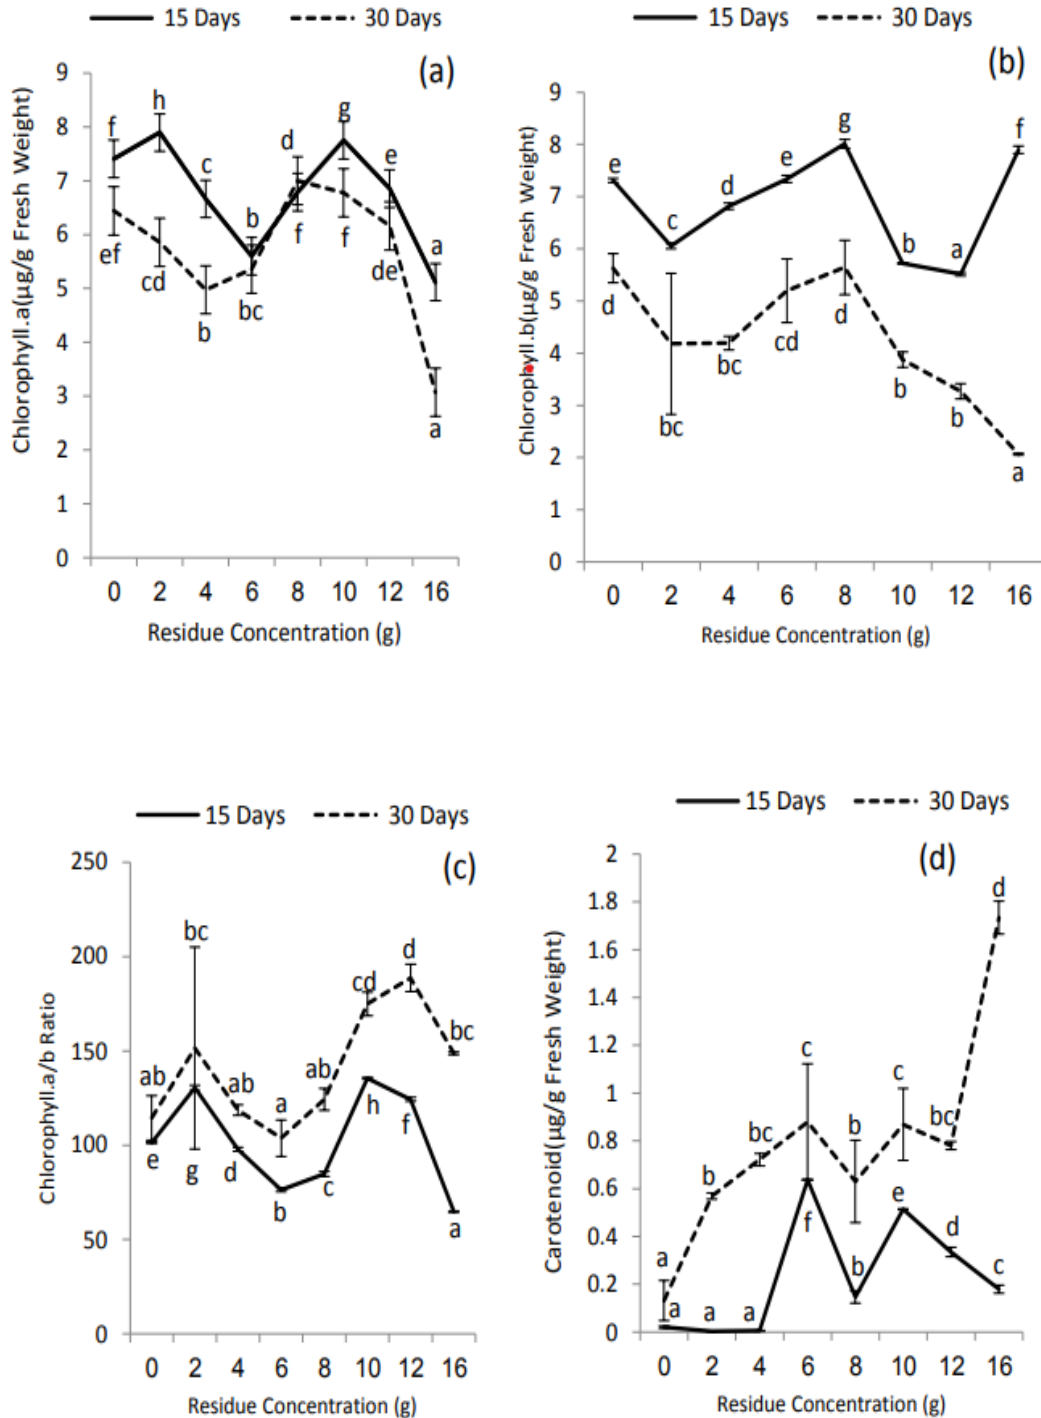 15 Days 30 Days
(a)
Chlorophyll.a(µg/g Fresh Weight)
9
8
7
6
5
4
3
2
1
0
f h c b d g e a
ef cd b bc f f de a
0 2 4 6 8 10 12 16
Residue Concentration (g)
15 Days 30 Days
(b)
Chlorophyll.b(µg/g Fresh Weight)
9
8
7
6
5
4
3
2
1
0
e c d e g b a f
d bc bc cd d b b a
0 2 4 6 8 10 12 16
Residue Concentration (g)
15 Days 30 Days
(c)
Chlorophyll.a/b Ratio
250
200
150
100
50
0
ab bc ab a ab cd d bc
e g d b c h f a
0 2 4 6 8 10 12 16
Residue Concentration (g)
15 Days 30 Days
(d)
Carotenoid(µg/g Fresh Weight)
2
1.8
1.6
1.4
1.2
1
0.8
0.6
0.4
0.2
0
a b bc c b c bc d
a a a f b e d c
0 2 4 6 8 10 12 16
Residue Concentration (g)